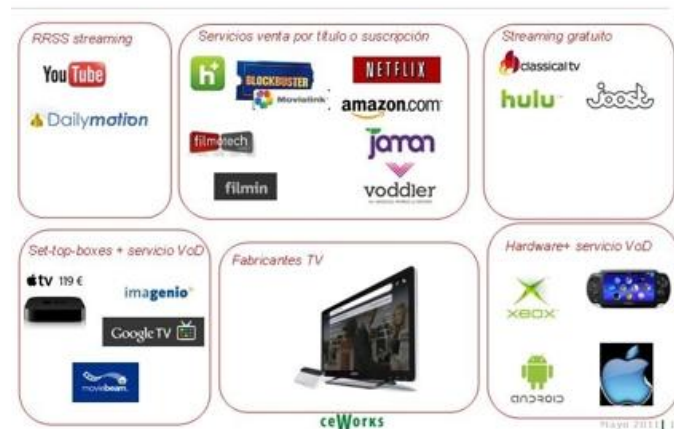 RRSS streaming
You Tube
Dailymotion
Servicios venta por título o suscripción
h+
BLOCKBUSTER
Movielink
NETFLIX
amazon.com
filmotech
jaman
filmin
voddler
Streaming gratuito
classicaltv
hulu
Joost
Set-top-boxes + servicio VoD
tv 119 €
imagenio
Google TV
moviebeam
Fabricantes TV
Hardware+ servicio VoD
XBOX
ANDROID
ceWorks
Mayo 2011